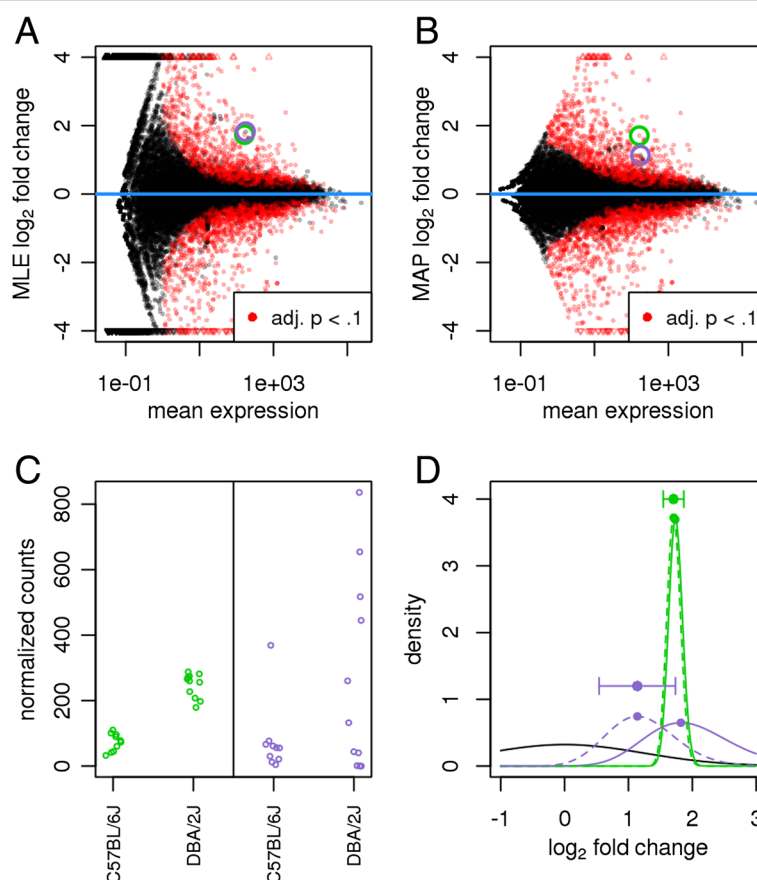 A
MLE log2 fold change
4
2
0
-2
-4
adj. p < .1
1e-01
1e+03
mean expression
B
MAP log2 fold change
4
2
0
-2
-4
adj. p < .1
1e-01
1e+03
mean expression
C
normalized counts
800
600
400
200
0
C57BL/6J
DBA/2J
C57BL/6J
DBA/2J
D
density
4
3
2
1
0
-1
0
1
2
3
log2 fold change